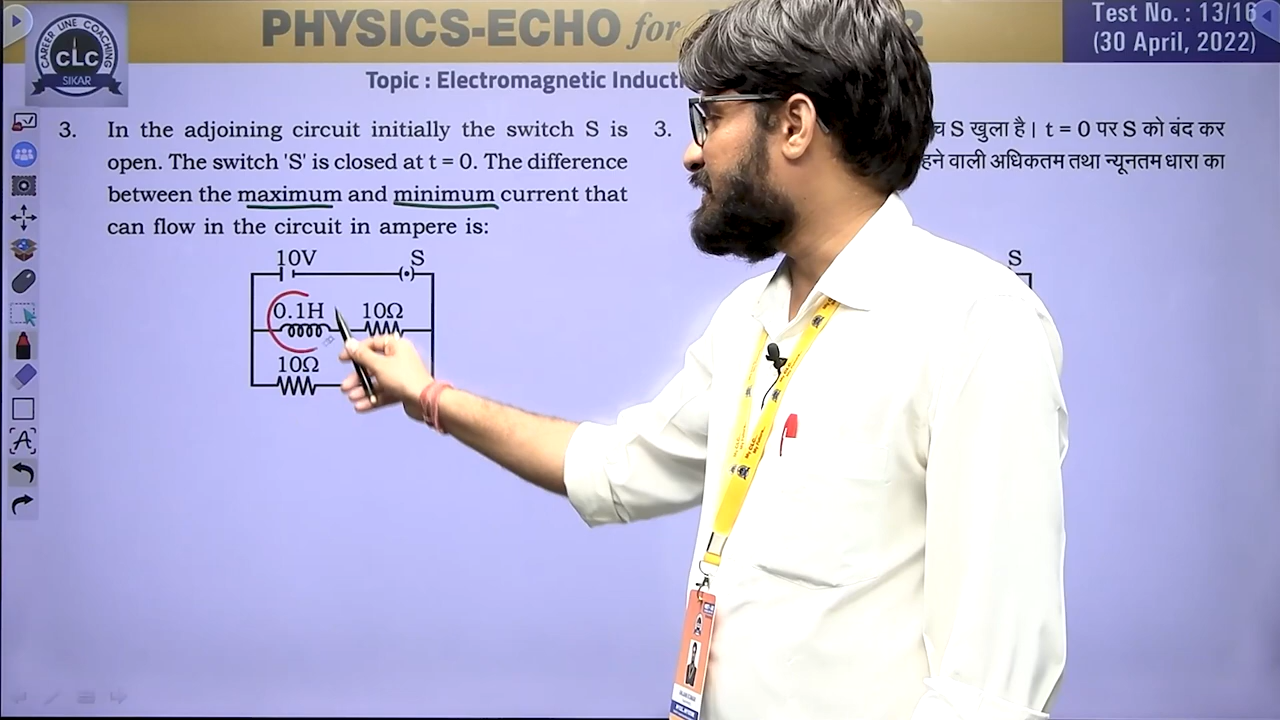 PHYSICS-ECHO for
2
Test No. : 13/16
(30 April, 2022)
CAREER LINE COACHING
CLC
SIKAR
Topic : Electromagnetic Inducti
3. In the adjoining circuit initially the switch S is
open. The switch 'S' is closed at t = 0. The difference
between the maximum and minimum current that
can flow in the circuit in ampere is:
10V S
0.1H 10Ω
10Ω
3.
S खुला है। t = 0 पर S को बंद कर
वाली अधिकतम तथा न्यूनतम धारा का
S
A